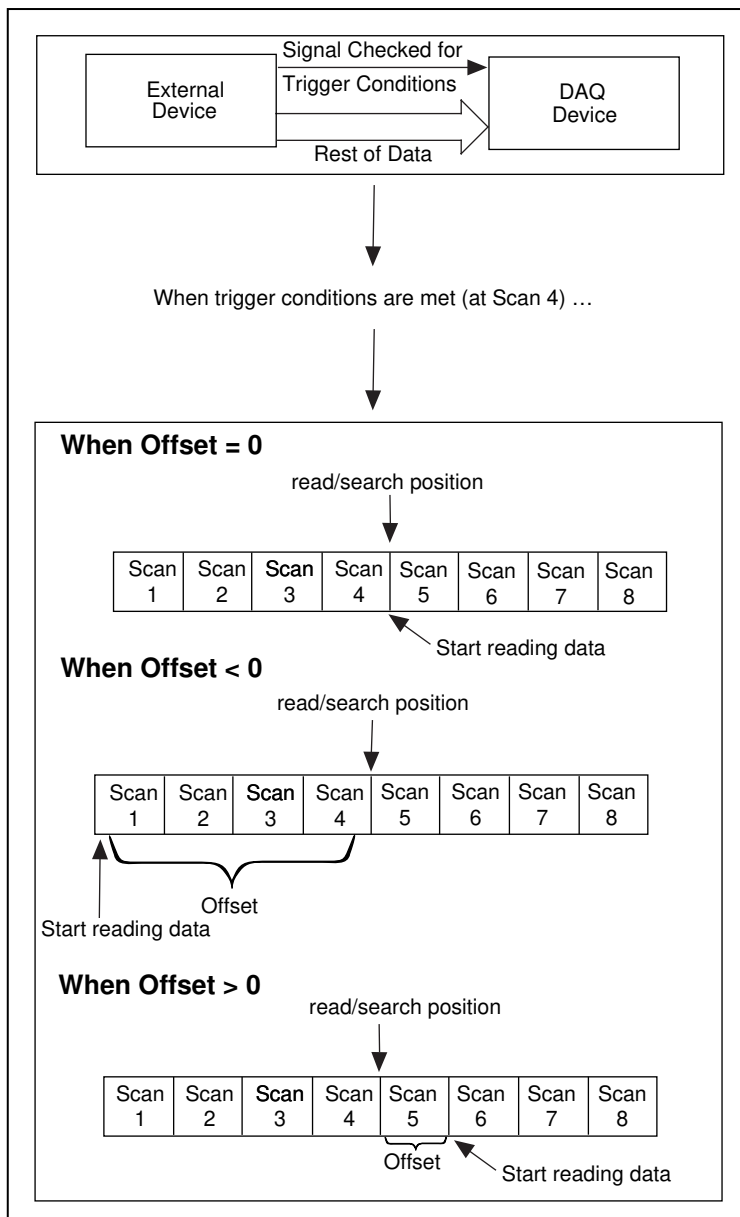 Signal Checked for
Trigger Conditions
External
Device
DAQ
Device
Rest of Data
When trigger conditions are met (at Scan 4) …
When Offset = 0
read/search position
Scan Scan Scan Scan Scan Scan Scan Scan
1 2 3 4 5 6 7 8
Start reading data
When Offset < 0
read/search position
Scan Scan Scan Scan Scan Scan Scan Scan
1 2 3 4 5 6 7 8
Offset
Start reading data
When Offset > 0
read/search position
Scan Scan Scan Scan Scan Scan Scan Scan
1 2 3 4 5 6 7 8
Offset
Start reading data